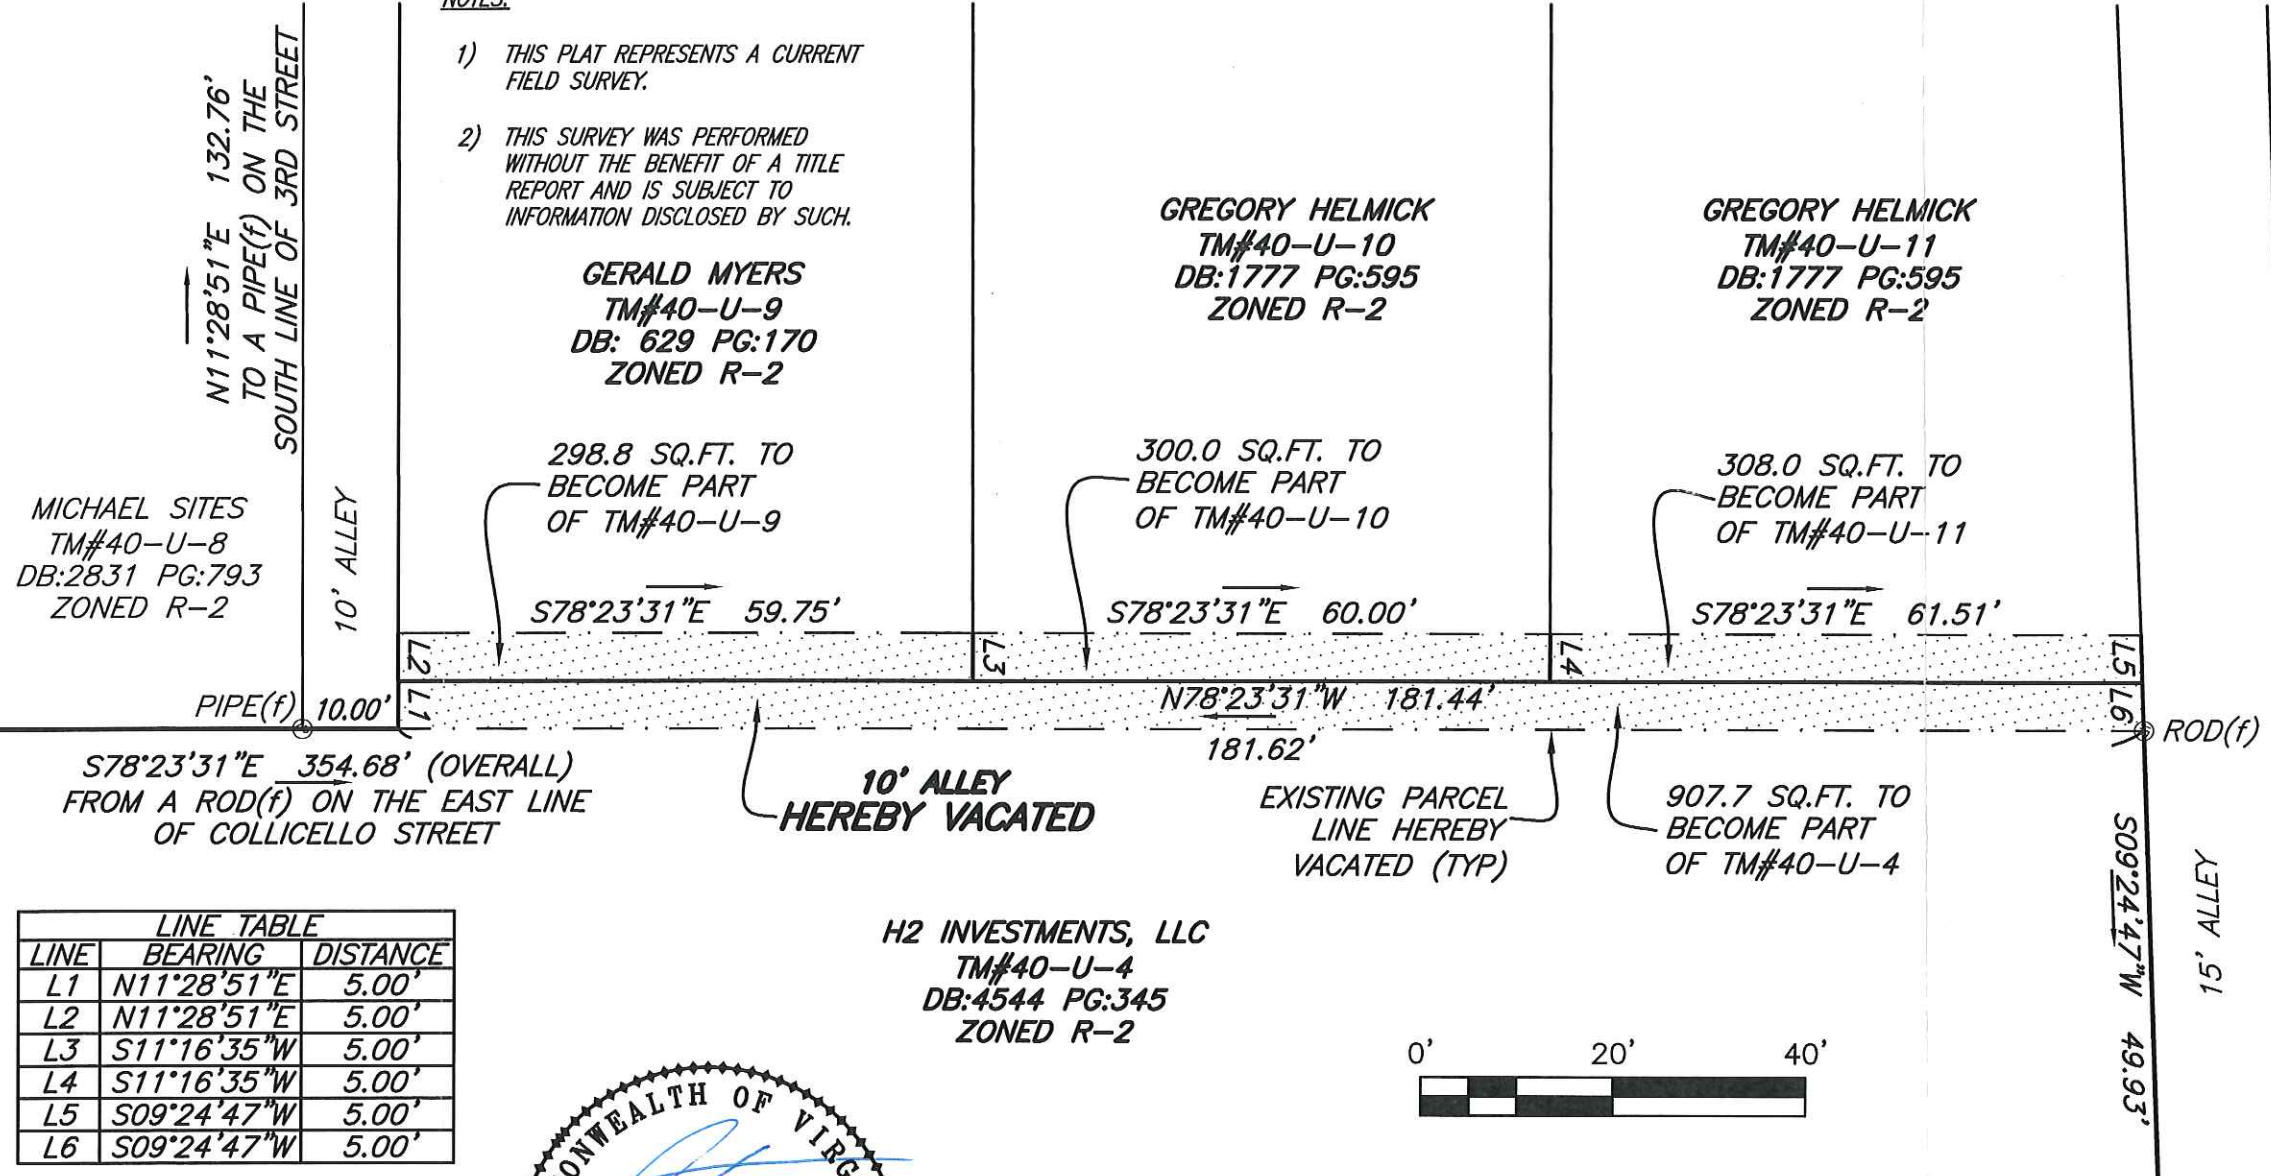 NOTES:
1) THIS PLAT REPRESENTS A CURRENT
FIELD SURVEY.
2) THIS SURVEY WAS PERFORMED
WITHOUT THE BENEFIT OF A TITLE
REPORT AND IS SUBJECT TO
INFORMATION DISCLOSED BY SUCH.
N11°28'51"E 132.76'
TO A PIPE(f) ON THE
SOUTH LINE OF 3RD STREET
GERALD MYERS
TM#40-U-9
DB: 629 PG:170
ZONED R-2
GREGORY HELMICK
TM#40-U-10
DB:1777 PG:595
ZONED R-2
GREGORY HELMICK
TM#40-U-11
DB:1777 PG:595
ZONED R-2
MICHAEL SITES
TM#40-U-8
DB:2831 PG:793
ZONED R-2
10' ALLEY
298.8 SQ.FT. TO
BECOME PART
OF TM#40-U-9
300.0 SQ.FT. TO
BECOME PART
OF TM#40-U-10
308.0 SQ.FT. TO
BECOME PART
OF TM#40-U-11
S78°23'31"E 59.75'
S78°23'31"E 60.00'
S78°23'31"E 61.51'
L2
L3
L4
L5
L1
L6
N78°23'31"W 181.44'
PIPE(f)
10.00'
181.62'
ROD(f)
S78°23'31"E 354.68' (OVERALL)
FROM A ROD(f) ON THE EAST LINE
OF COLLICELLO STREET
10' ALLEY
HEREBY VACATED
EXISTING PARCEL
LINE HEREBY
VACATED (TYP)
907.7 SQ.FT. TO
BECOME PART
OF TM#40-U-4
S09°24'47"W 49.93'
15' ALLEY
H2 INVESTMENTS, LLC
TM#40-U-4
DB:4544 PG:345
ZONED R-2
LINE TABLE
LINE BEARING DISTANCE
L1 N11°28'51"E 5.00'
L2 N11°28'51"E 5.00'
L3 S11°16'35"W 5.00'
L4 S11°16'35"W 5.00'
L5 S09°24'47"W 5.00'
L6 S09°24'47"W 5.00'
0' 20' 40'
ONWEALTH OF VIRG